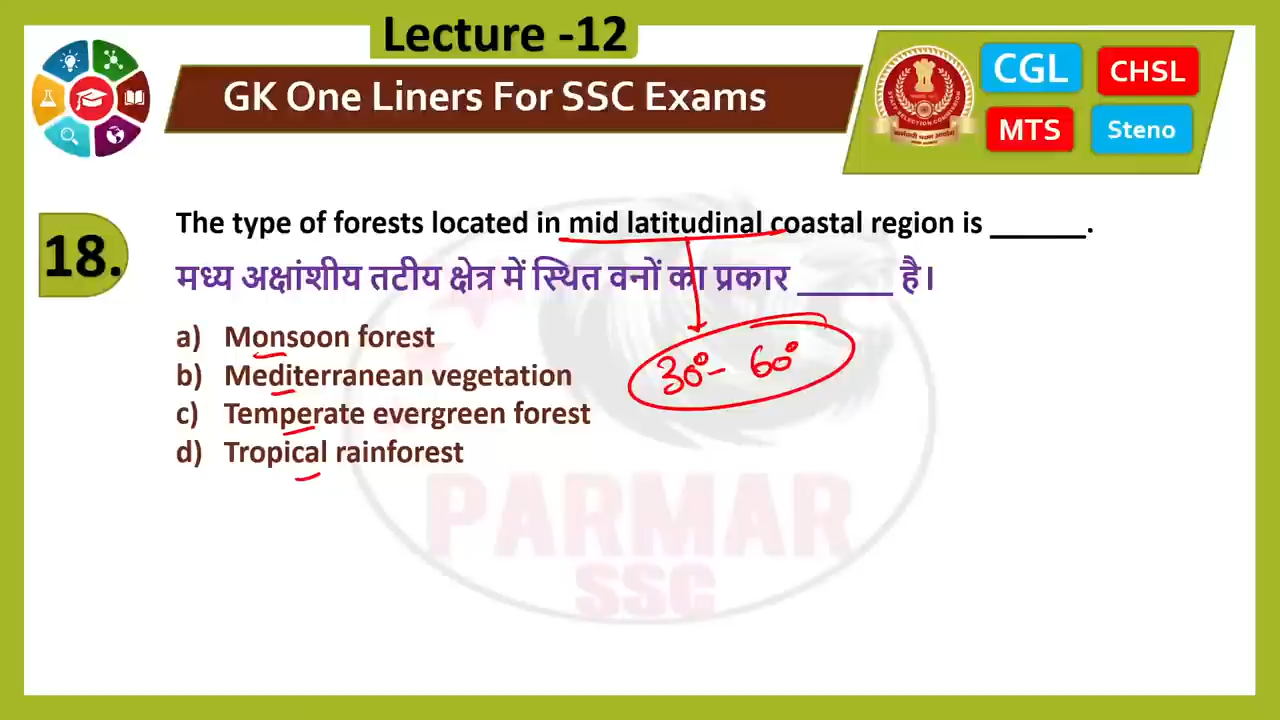 Lecture -12
GK One Liners For SSC Exams
CGL
CHSL
MTS
Steno
18.
The type of forests located in mid latitudinal coastal region is ______.
मध्य अक्षांशीय तटीय क्षेत्र में स्थित वनों का प्रकार ______ है।
a) Monsoon forest
b) Mediterranean vegetation
c) Temperate evergreen forest
d) Tropical rainforest
30° - 60°
PARMAR
SSC